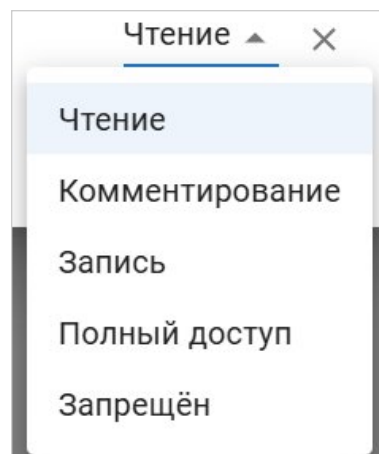 Чтение
Чтение
Комментирование
Запись
Полный доступ
Запрещён